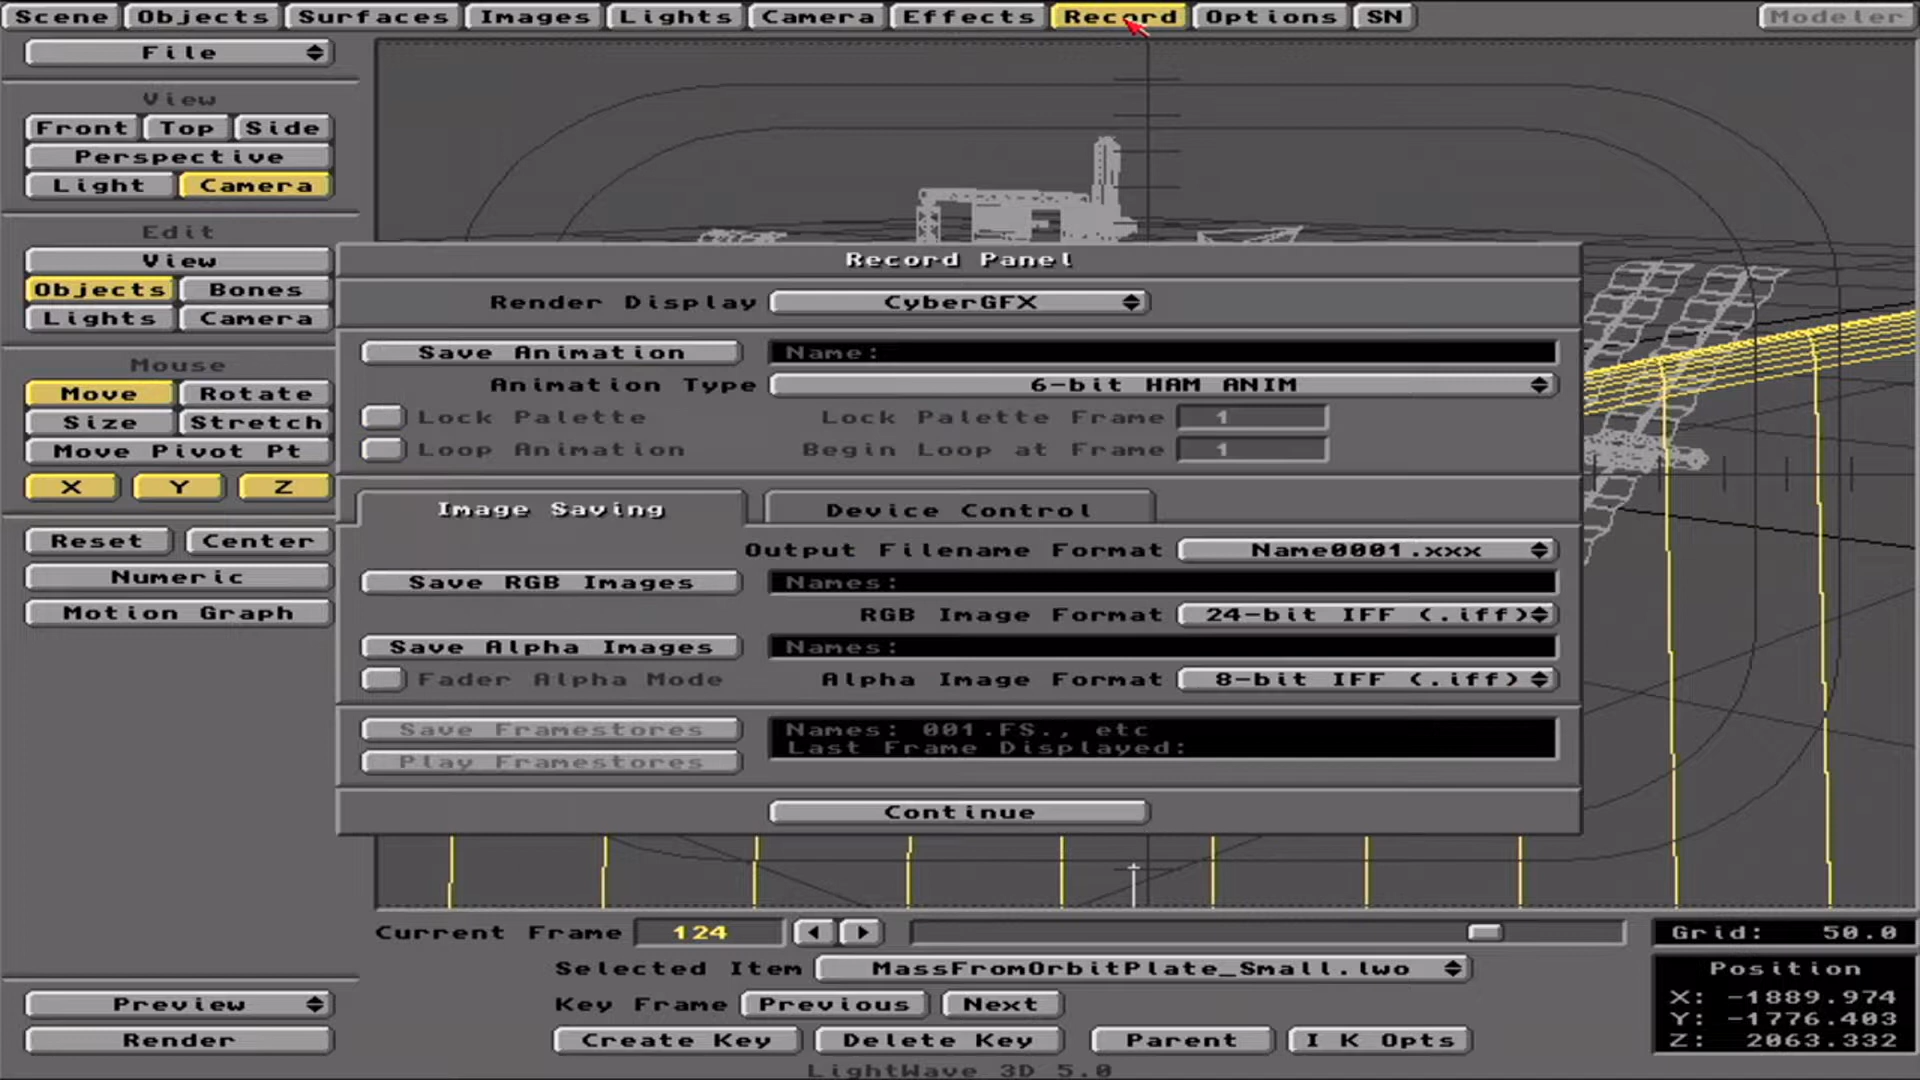 Scene Objects Surfaces Images Lights Camera Effects Record Options SN Modeler
File
View
Front Top Side
Perspective
Light Camera
Edit
View
Objects Bones
Lights Camera
Mouse
Move Rotate
Size Stretch
Move Pivot Pt
X Y Z
Reset Center
Numeric
Motion Graph
Record Panel
Render Display CyberGFX
Save Animation Name:
Animation Type 6-bit HAM ANIM
Lock Palette Lock Palette Frame 1
Loop Animation Begin Loop at Frame 1
Image Saving Device Control
Output Filename Format Name0001.xxx
Save RGB Images Names:
RGB Image Format 24-bit IFF (.iff)
Save Alpha Images Names:
Fader Alpha Mode Alpha Image Format 8-bit IFF (.iff)
Save Framestores Names: 001.FS., etc
Last Frame Displayed:
Play Framestores
Continue
Current Frame 124
Grid: 50.0
Selected Item MassFromOrbitPlate_Small.lwo
Position
Preview
Key Frame Previous Next
X: -1889.974
Y: -1776.403
Render
Create Key Delete Key Parent I K Opts
Z: 2063.332
LightWave 3D 5.0